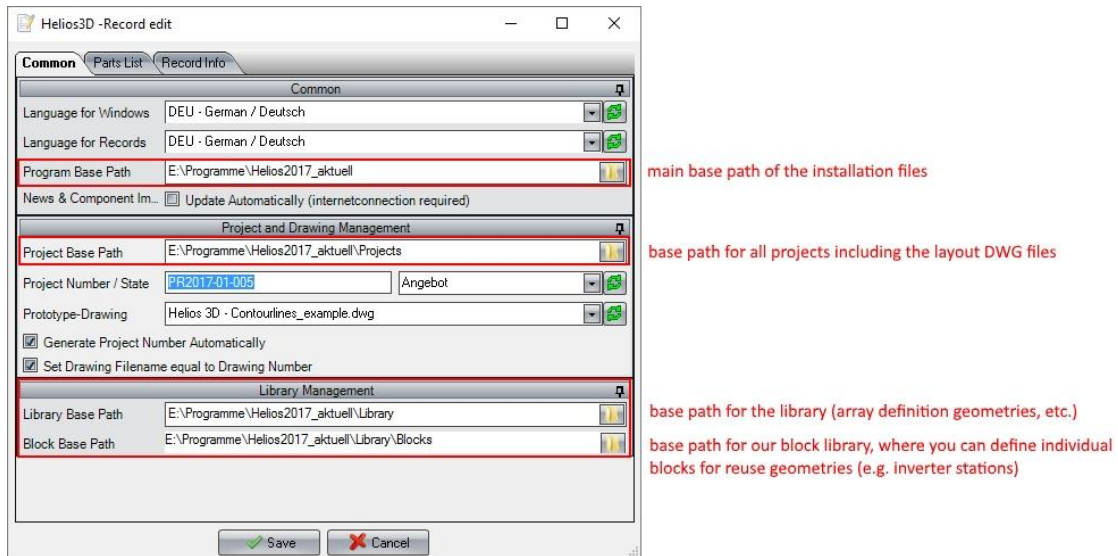 Helios3D -Record edit
Common Parts List Record Info
Common
Language for Windows DEU - German / Deutsch
Language for Records DEU - German / Deutsch
Program Base Path E:\Programme\Helios2017_aktuell main base path of the installation files
News & Component Im... Update Automatically (internetconnection required)
Project and Drawing Management
Project Base Path E:\Programme\Helios2017_aktuell\Projects base path for all projects including the layout DWG files
Project Number / State PR2017-01-005 Angebot
Prototype-Drawing Helios 3D - Contourlines_example.dwg
Generate Project Number Automatically
Set Drawing Filename equal to Drawing Number
Library Management
Library Base Path E:\Programme\Helios2017_aktuell\Library base path for the library (array definition geometries, etc.)
Block Base Path E:\Programme\Helios2017_aktuell\Library\Blocks base path for our block library, where you can define individual
blocks for reuse geometries (e.g. inverter stations)
Save Cancel